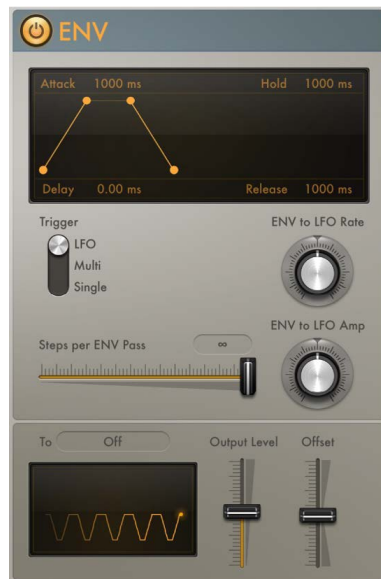 ENV
Attack 1000 ms Hold 1000 ms
Delay 0.00 ms Release 1000 ms
Trigger ENV to LFO Rate
LFO
Multi
Single
ENV to LFO Amp
Steps per ENV Pass ∞
To Off Output Level Offset